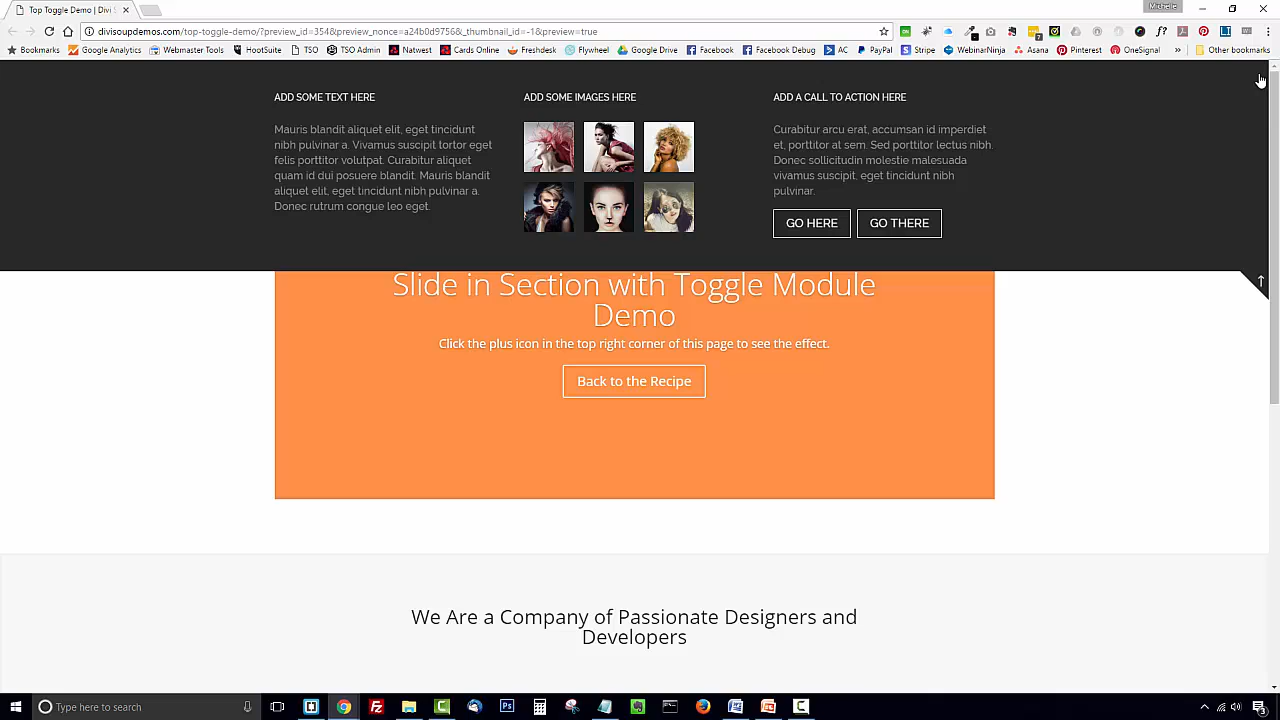 Top Toggle Demo | Divi S
Michelle
divisoupdemos.com/top-toggle-demo/?preview_id=354&preview_nonce=a24b0d9756&_thumbnail_id=-1&preview=true
Bookmarks Google Analytics Webmaster Tools HootSuite TSO TSO Admin Natwest Cards Online Freshdesk Flywheel Google Drive Facebook Facebook Debug AC PayPal Stripe WebinarNinja Asana Pinterest OneSignal » Other bookmarks
ADD SOME TEXT HERE
Mauris blandit aliquet elit, eget tincidunt
nibh pulvinar a. Vivamus suscipit tortor eget
felis porttitor volutpat. Curabitur aliquet
quam id dui posuere blandit. Mauris blandit
aliquet elit, eget tincidunt nibh pulvinar a.
Donec rutrum congue leo eget.
ADD SOME IMAGES HERE
ADD A CALL TO ACTION HERE
Curabitur arcu erat, accumsan id imperdiet
et, porttitor at sem. Sed porttitor lectus nibh.
Donec sollicitudin molestie malesuada
vivamus suscipit, eget tincidunt nibh
pulvinar.
GO HERE GO THERE
Slide in Section with Toggle Module
Demo
Click the plus icon in the top right corner of this page to see the effect.
Back to the Recipe
We Are a Company of Passionate Designers and
Developers
Type here to search